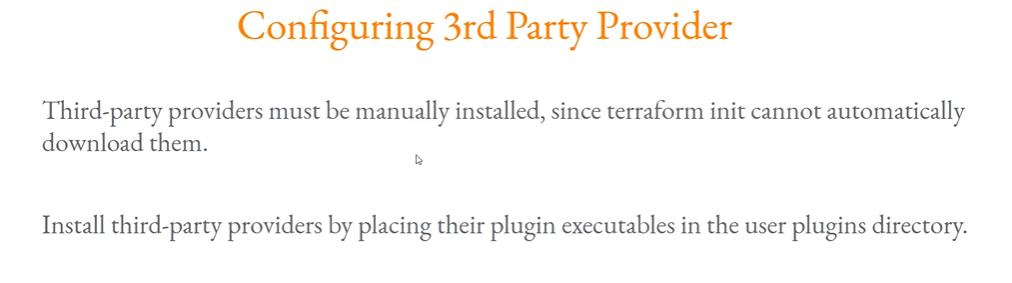 Configuring 3rd Party Provider
Third-party providers must be manually installed, since terraform init cannot automatically
download them.
Install third-party providers by placing their plugin executables in the user plugins directory.